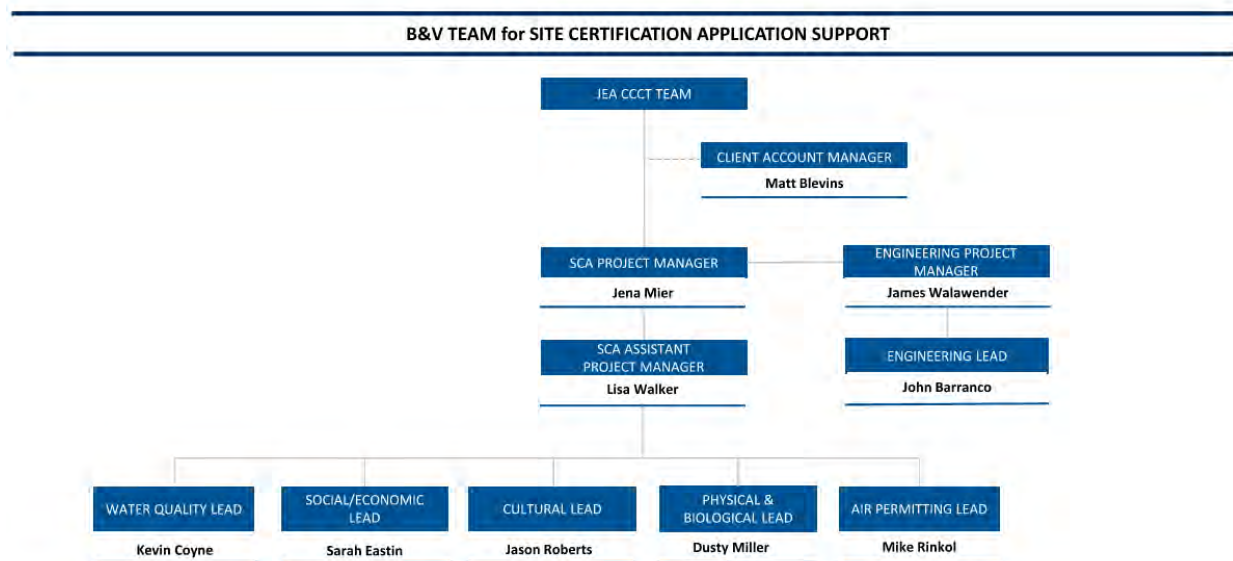 B&V TEAM for SITE CERTIFICATION APPLICATION SUPPORT
JEA CCCT TEAM
CLIENT ACCOUNT MANAGER
Matt Blevins
SCA PROJECT MANAGER
Jena Mier
ENGINEERING PROJECT
MANAGER
James Walawender
SCA ASSISTANT
PROJECT MANAGER
Lisa Walker
ENGINEERING LEAD
John Barranco
WATER QUALITY LEAD
Kevin Coyne
SOCIAL/ECONOMIC
LEAD
Sarah Eastin
CULTURAL LEAD
Jason Roberts
PHYSICAL &
BIOLOGICAL LEAD
Dusty Miller
AIR PERMITTING LEAD
Mike Rinkol